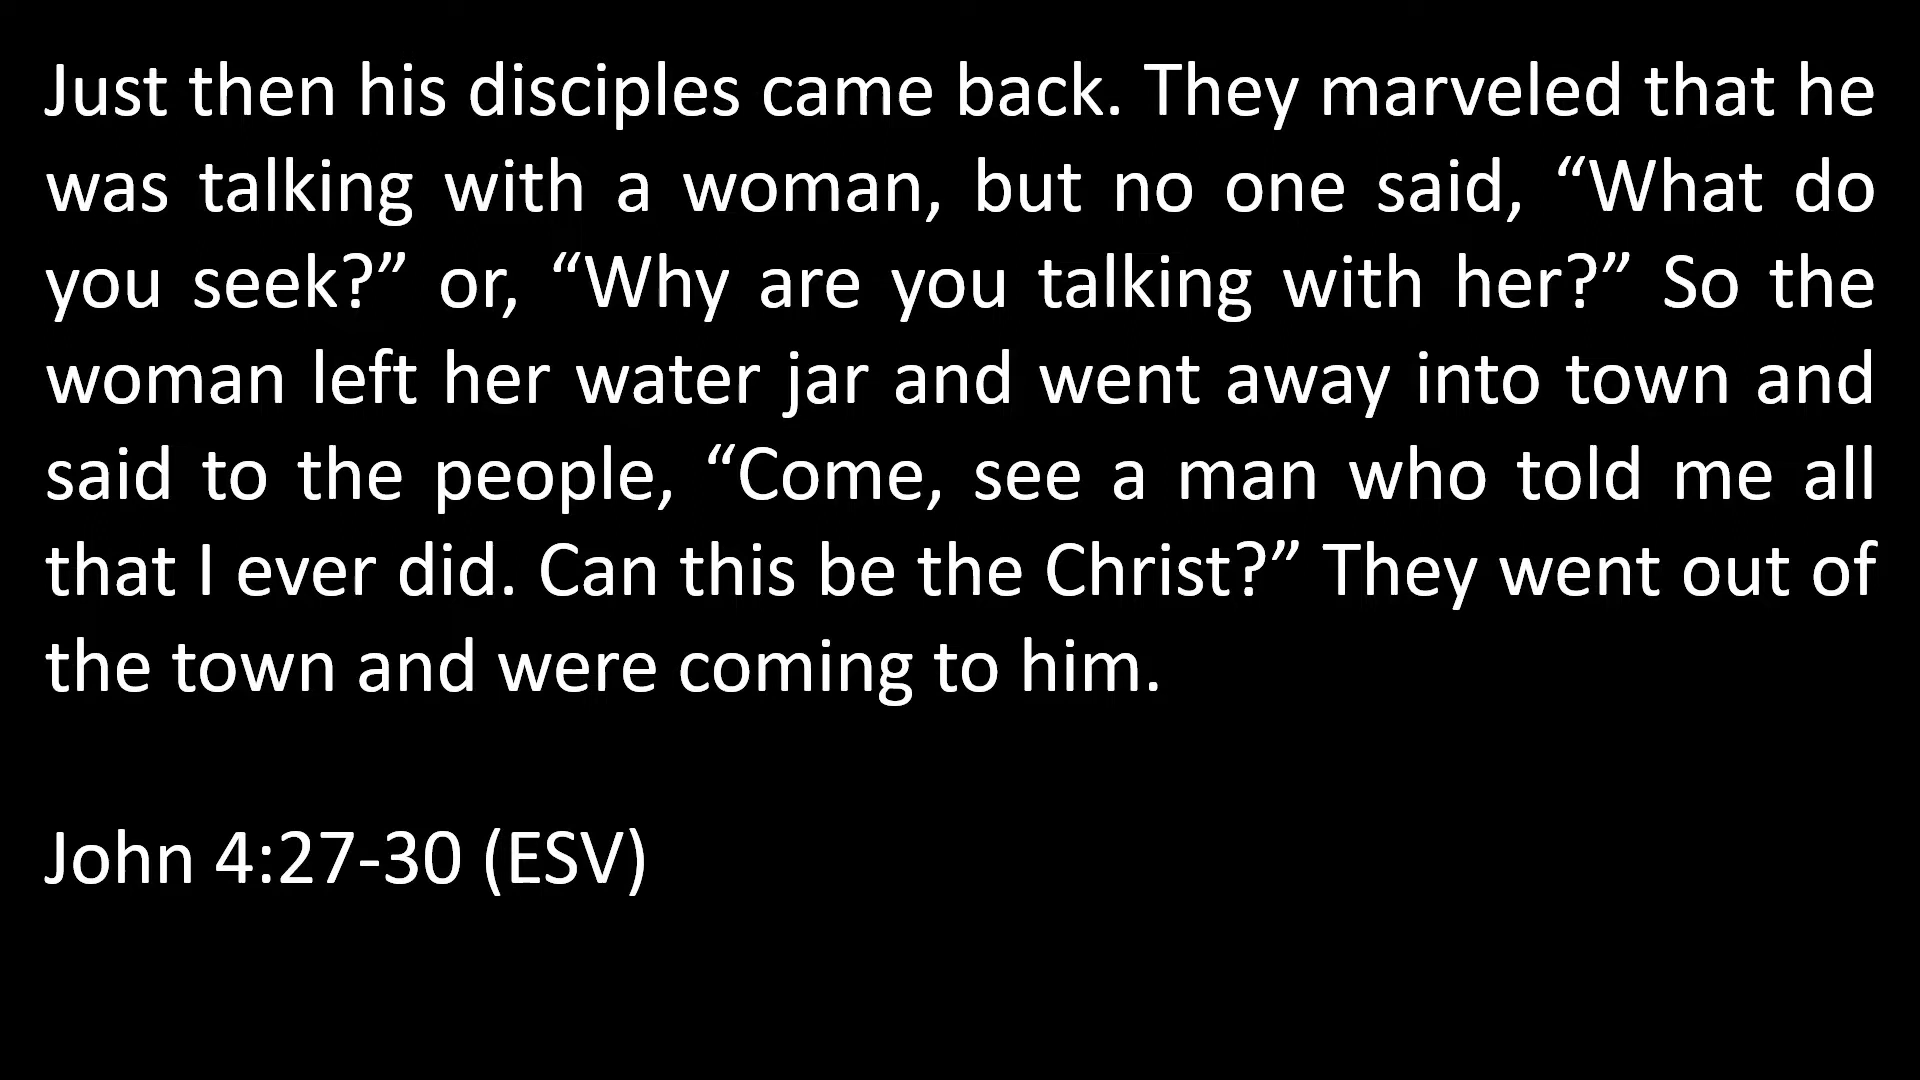 Just then his disciples came back. They marveled that he
was talking with a woman, but no one said, “What do
you seek?” or, “Why are you talking with her?” So the
woman left her water jar and went away into town and
said to the people, “Come, see a man who told me all
that I ever did. Can this be the Christ?” They went out of
the town and were coming to him.
John 4:27-30 (ESV)